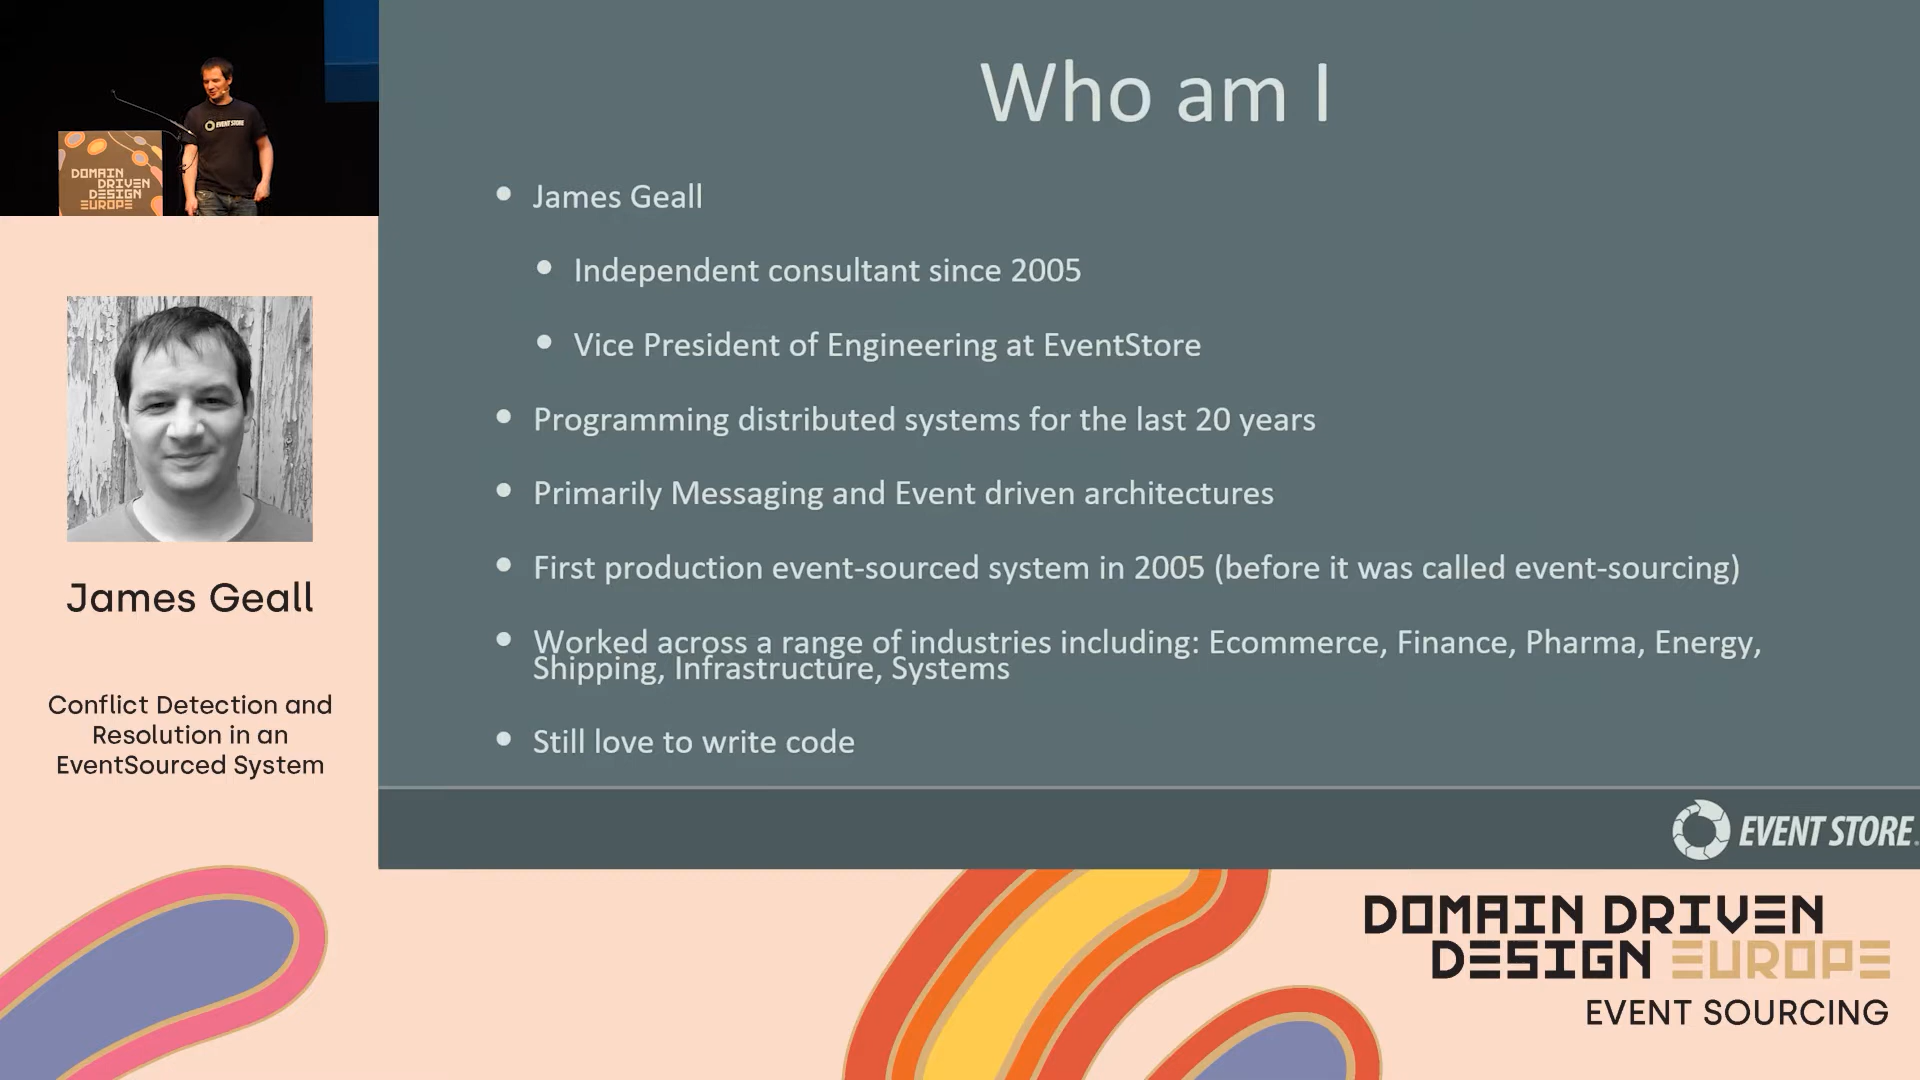 EVENT STORE
DOMAIN
DRIVEN
DESIGN
EUROPE
James Geall
Conflict Detection and
Resolution in an
EventSourced System
Who am I
James Geall
Independent consultant since 2005
Vice President of Engineering at EventStore
Programming distributed systems for the last 20 years
Primarily Messaging and Event driven architectures
First production event-sourced system in 2005 (before it was called event-sourcing)
Worked across a range of industries including: Ecommerce, Finance, Pharma, Energy,
Shipping, Infrastructure, Systems
Still love to write code
EVENT STORE
DOMAIN DRIVEN
DESIGN EUROPE
EVENT SOURCING